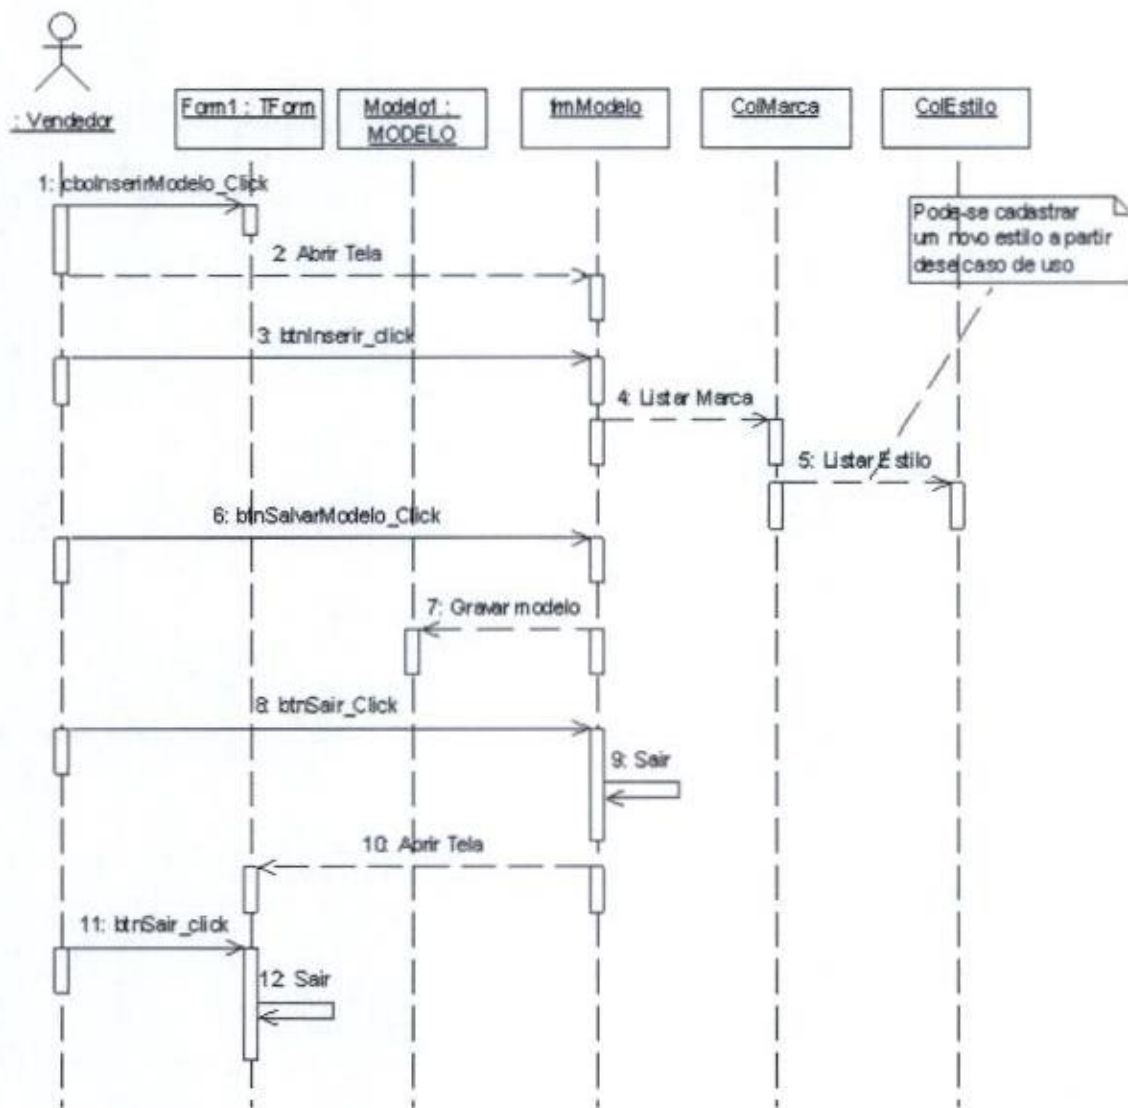 : Vendedor
Form1 : TForm
Modelo1 :
MODELO
frmModelo
ColMarca
ColEstilo
1: cboInserirModelo_Click
Pode-se cadastrar
um novo estilo a partir
dese caso de uso
2: Abrir Tela
3: btnInserir_click
4: Listar Marca
5: Listar Estilo
6: btnSalvarModelo_Click
7: Gravar modelo
8: btnSair_Click
9: Sair
10: Abrir Tela
11: btnSair_click
12: Sair